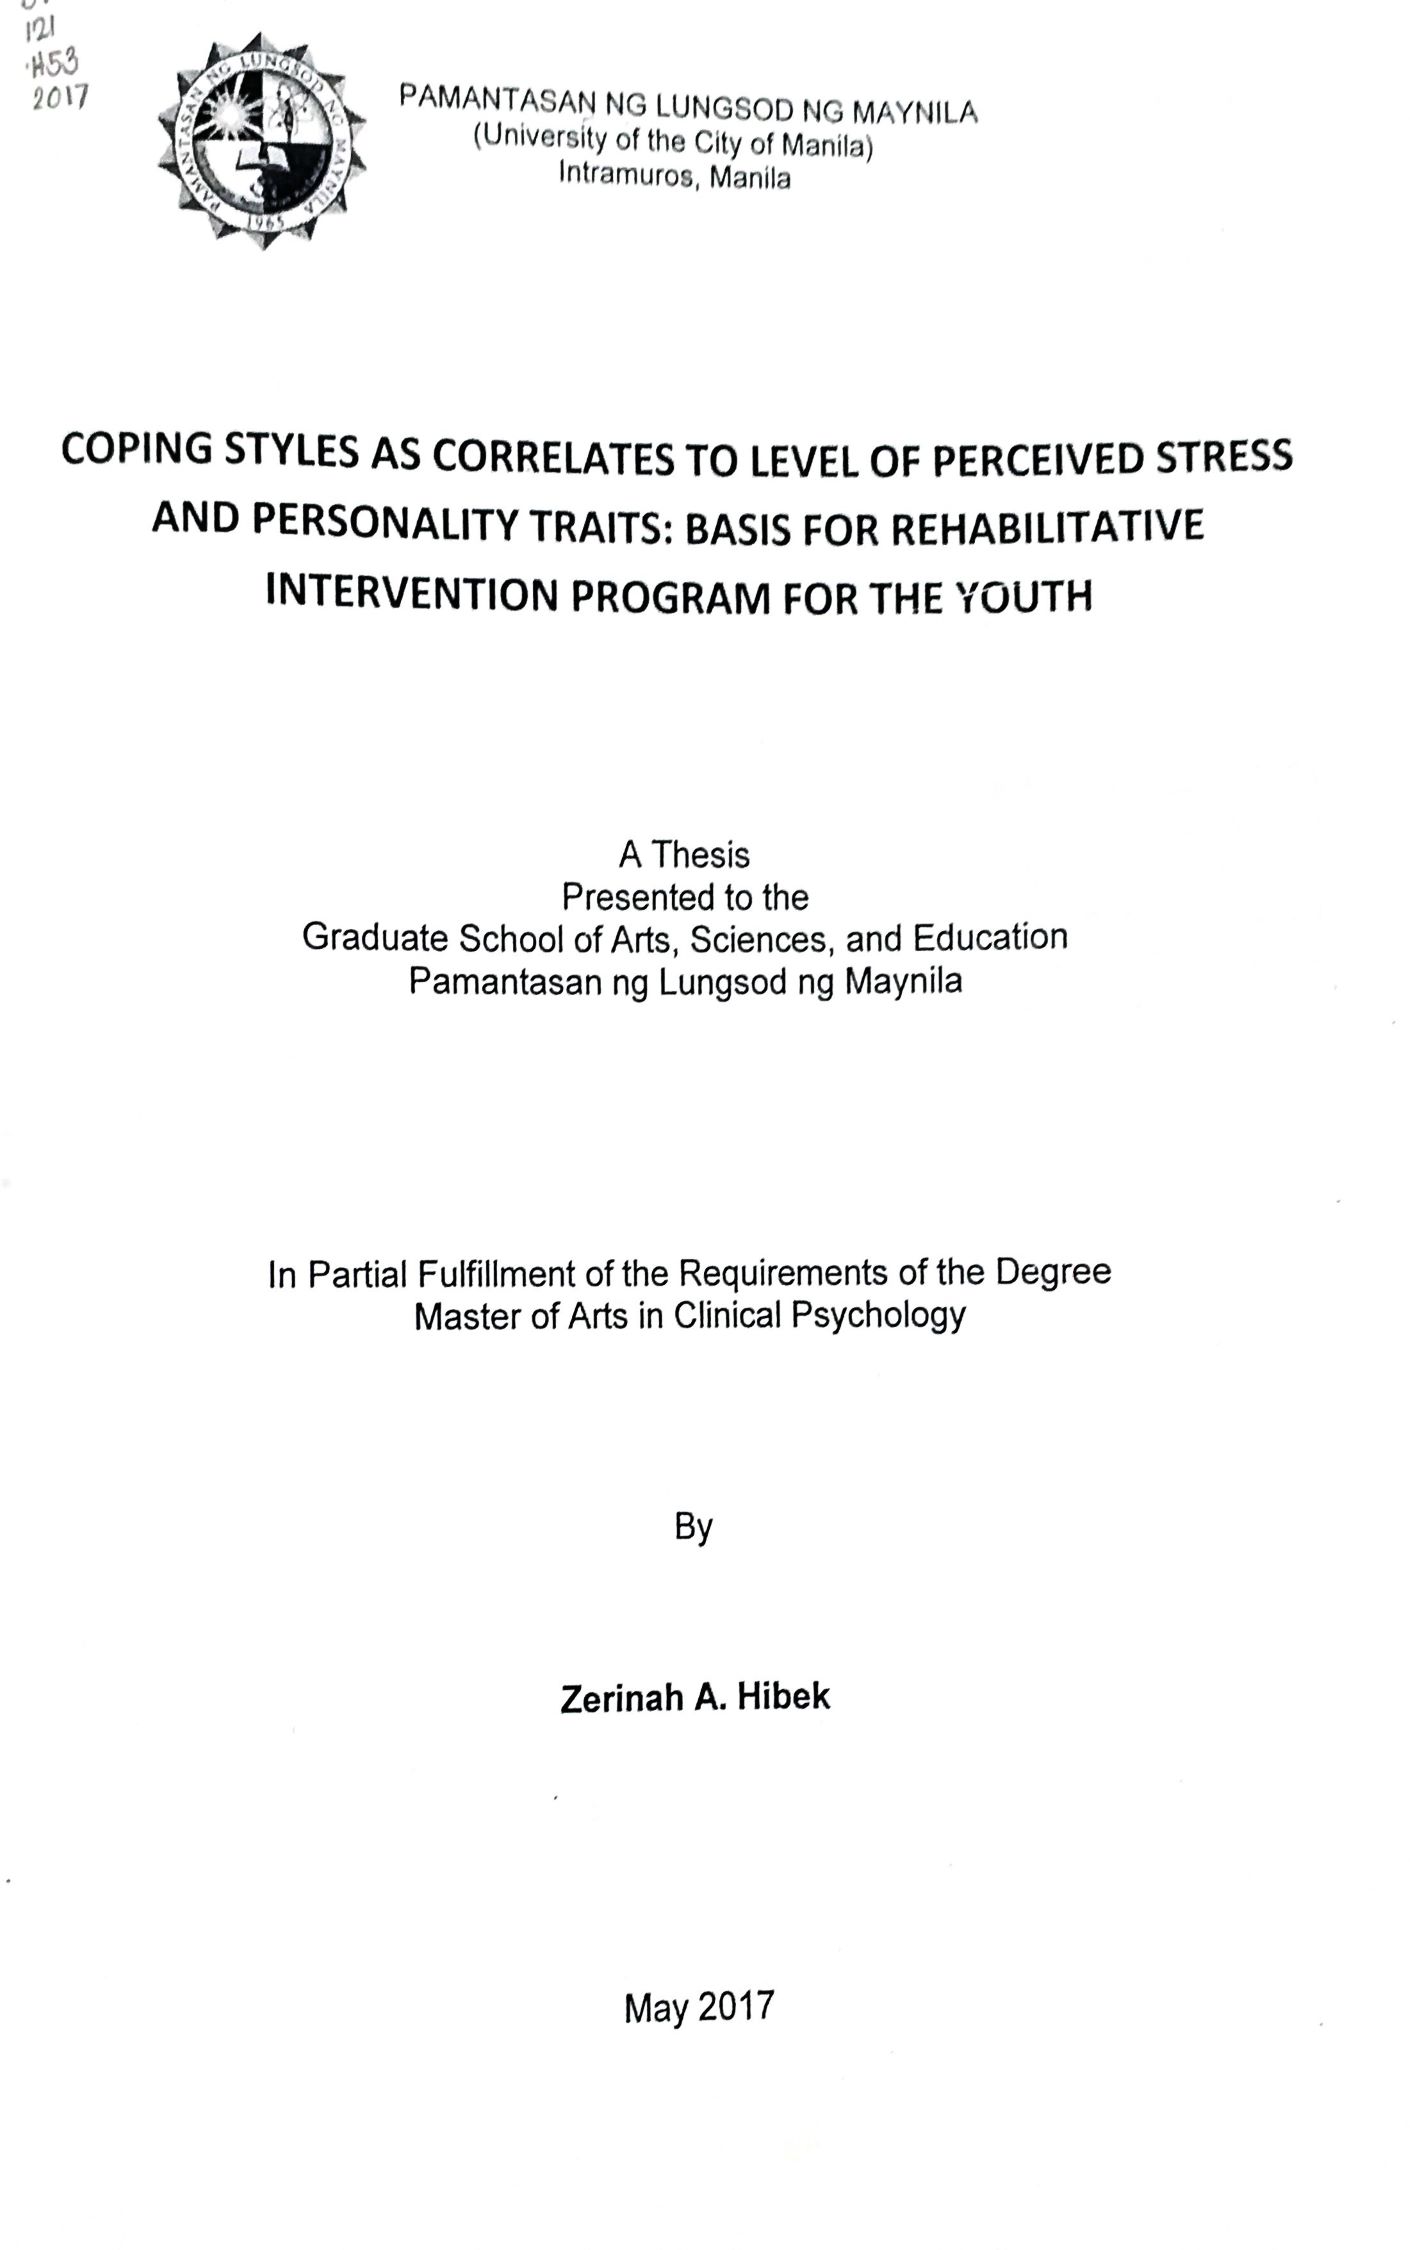 121
.H53
2017
PAMANTASAN NG LUNGSOD NG MAYNILA
1965
PAMANTASAN NG LUNGSOD NG MAYNILA
(University of the City of Manila)
Intramuros, Manila
COPING STYLES AS CORRELATES TO LEVEL OF PERCEIVED STRESS
AND PERSONALITY TRAITS: BASIS FOR REHABILITATIVE
INTERVENTION PROGRAM FOR THE YOUTH
A Thesis
Presented to the
Graduate School of Arts, Sciences, and Education
Pamantasan ng Lungsod ng Maynila
In Partial Fulfillment of the Requirements of the Degree
Master of Arts in Clinical Psychology
By
Zerinah A. Hibek
May 2017